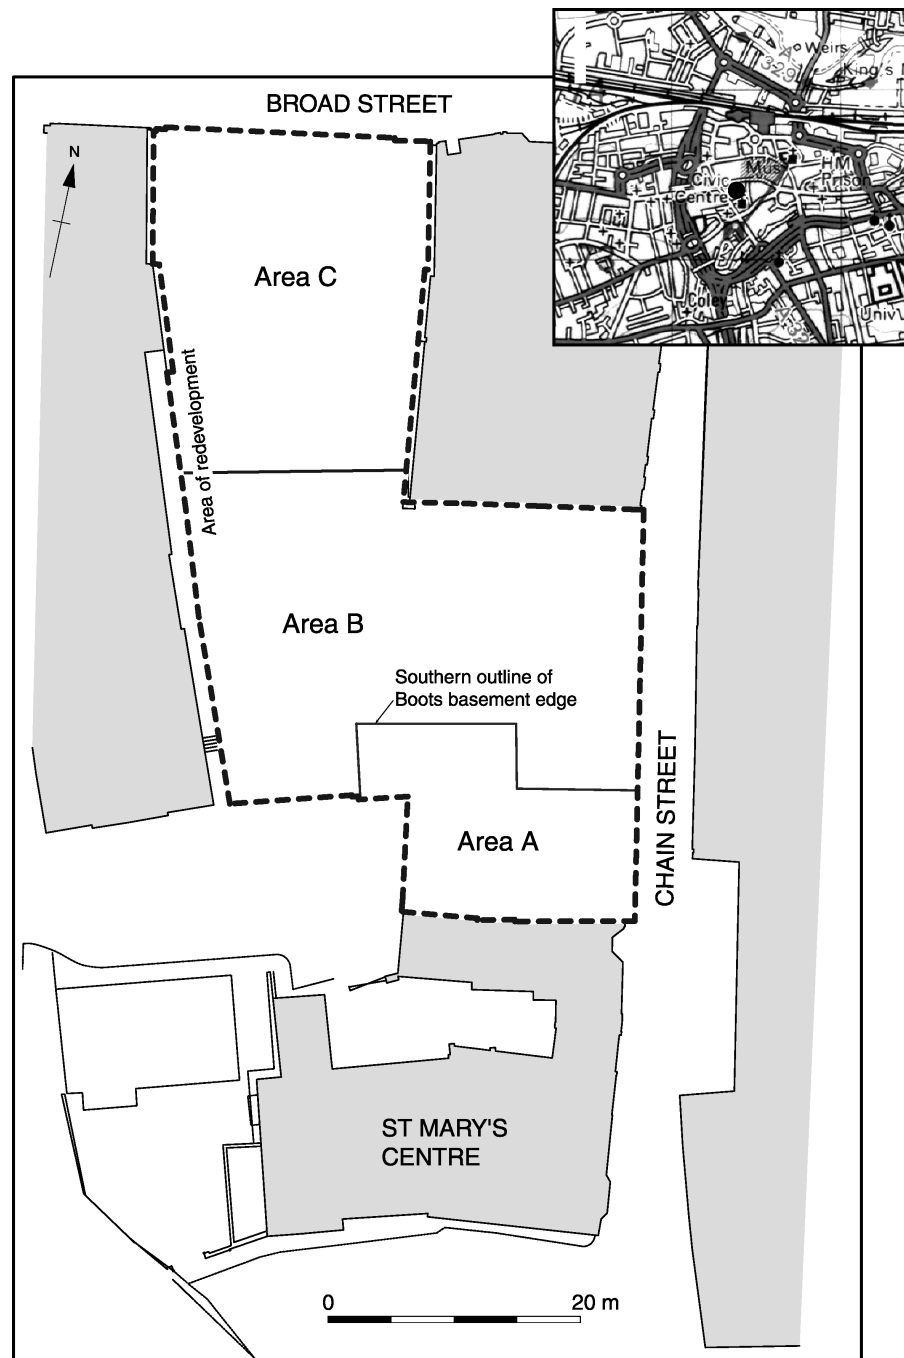 BROAD STREET
N
Area C
Area of redevelopment
Weirs
329
King's
Mus
Civic
Centre
HM
Prison
Coley
Univ
Area B
Southern outline of
Boots basement edge
CHAIN STREET
Area A
ST MARY'S
CENTRE
0 20 m